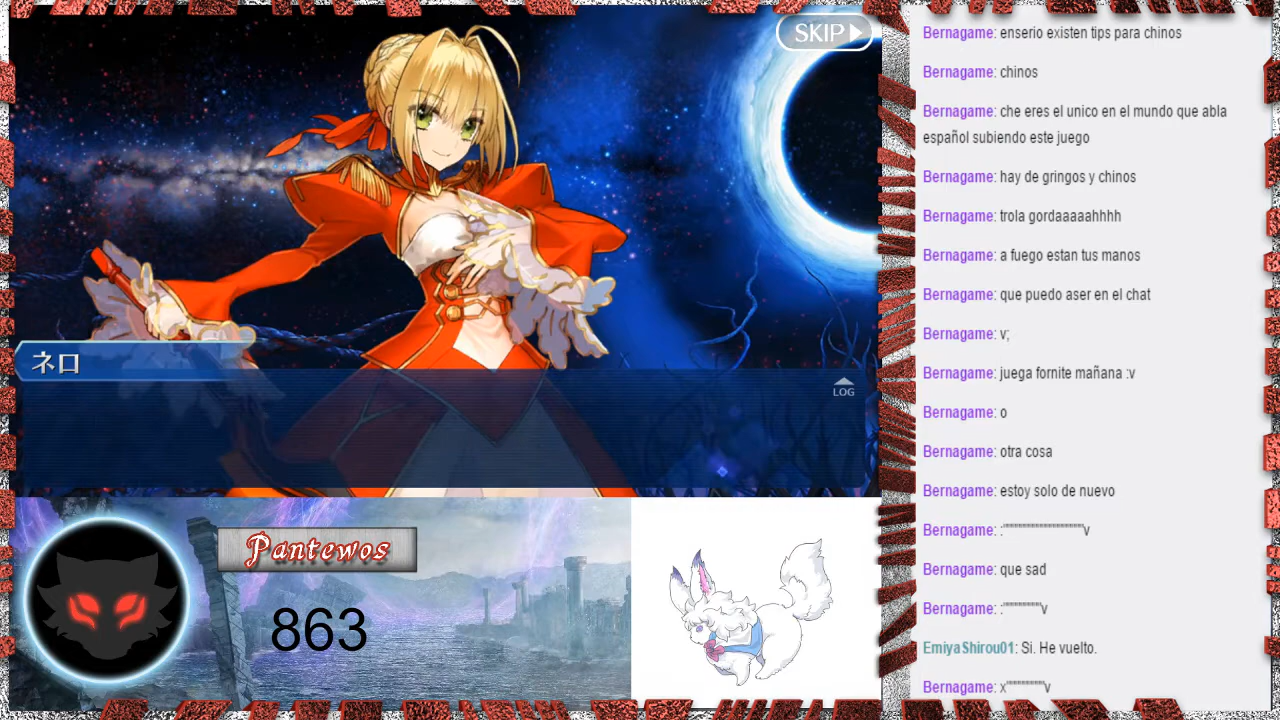 SKIP
ネロ
LOG
Pantewos
863
Bernagame: enserio existen tips para chinos
Bernagame: chinos
Bernagame: che eres el unico en el mundo que abla
español subiendo este juego
Bernagame: hay de gringos y chinos
Bernagame: trola gordaaaaahhhh
Bernagame: a fuego estan tus manos
Bernagame: que puedo aser en el chat
Bernagame: v;
Bernagame: juega fornite mañana :v
Bernagame: o
Bernagame: otra cosa
Bernagame: estoy solo de nuevo
Bernagame: :'''''''''''''''''''''''''''''''''''''v
Bernagame: que sad
Bernagame: :'''''''''''''''''v
EmiyaShirou01: Si. He vuelto.
Bernagame: x'''''''''''''''''v